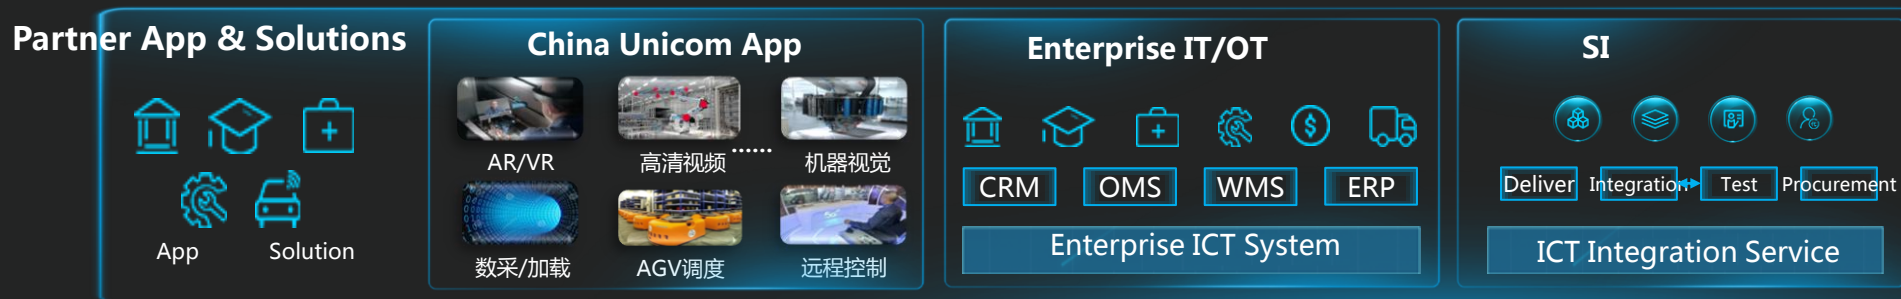 Partner App & Solutions
App
Solution
China Unicom App
AR/VR
高清视频
......
机器视觉
数采/加载
AGV调度
远程控制
Enterprise IT/OT
CRM
OMS
WMS
ERP
Enterprise ICT System
SI
Deliver
Integration
Test
Procurement
ICT Integration Service